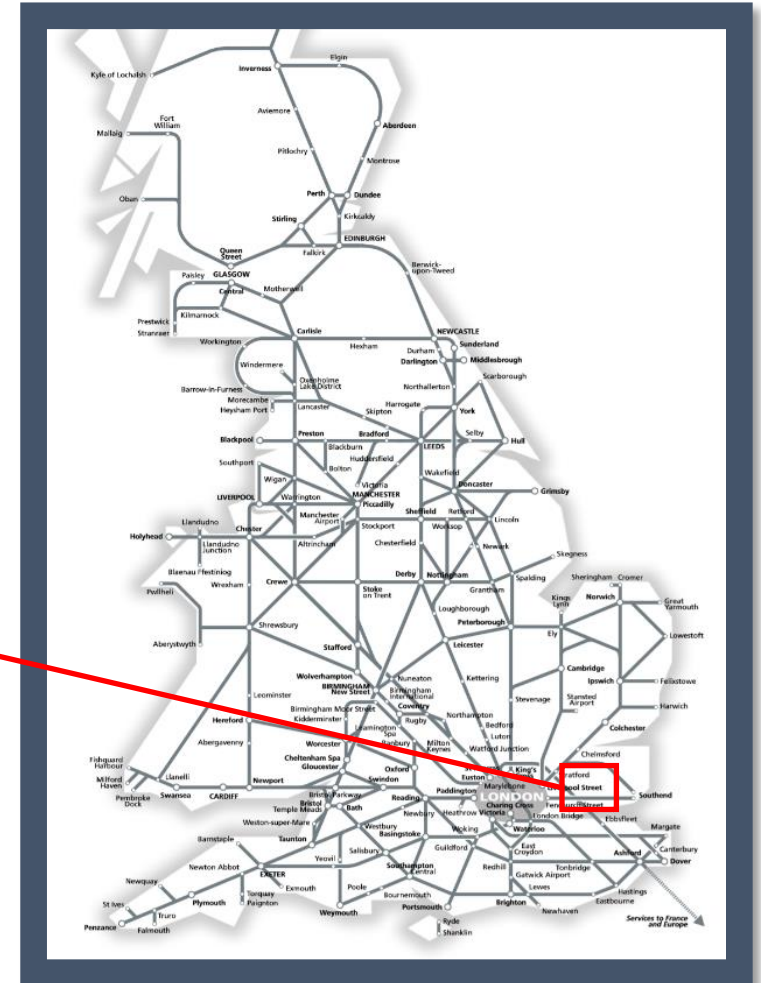 Elgin
Inverness
Kyle of Lochalsh
Aviemore
Fort
William
Mallaig
Aberdeen
Pitlochry
Montrose
Perth
Dundee
Oban
Stirling
Kirkcaldy
EDINBURGH
Queen
Street
Falkirk
Berwick-
upon-Tweed
Paisley
GLASGOW
Central
Motherwell
Prestwick
Kilmarnock
Stranraer
Carlisle
NEWCASTLE
Workington
Hexham
Sunderland
Durham
Darlington
Middlesbrough
Windermere
Scarborough
Oxenholme
Lake District
Barrow-in-Furness
Northallerton
Morecambe
Heysham Port
Lancaster
Harrogate
York
Skipton
Blackpool
Preston
Bradford
Selby
Hull
Blackburn
LEEDS
Huddersfield
Southport
Bolton
Wakefield
Wigan
Victoria
Doncaster
MANCHESTER
Piccadilly
Grimsby
LIVERPOOL
Warrington
Manchester
Airport
Sheffield
Retford
Llandudno
Stockport
Worksop
Lincoln
Holyhead
Chester
Llandudno
Junction
Altrincham
Chesterfield
Newark
Skegness
Blaenau Ffestiniog
Wrexham
Crewe
Stoke
on Trent
Derby
Nottingham
Spalding
Sheringham
Cromer
Pwllheli
Grantham
Kings
Lynn
Norwich
Great
Yarmouth
Loughborough
Shrewsbury
Peterborough
Ely
Lowestoft
Aberystwyth
Stafford
Leicester
Wolverhampton
Nuneaton
Cambridge
BIRMINGHAM
New Street
Birmingham
International
Kettering
Ipswich
Felixstowe
Leominster
Coventry
Stevenage
Stansted
Airport
Harwich
Birmingham Moor Street
Kidderminster
Rugby
Northampton
Hereford
Leamington
Spa
Bedford
Colchester
Worcester
Banbury
Milton
Keynes
Luton
Abergavenny
Watford Junction
Chelmsford
Cheltenham Spa
Gloucester
Fishguard
Harbour
Oxford
Euston
King's
Stratford
Milford
Haven
Llanelli
Swindon
Marylebone
Liverpool Street
Pembroke
Dock
Swansea
CARDIFF
Newport
Bristol Parkway
Reading
Paddington
LONDON
Southend
Bristol
Temple Meads
Bath
Charing Cross
Fenchurch Street
Newbury
Heathrow
Victoria
London Bridge
Ebbsfleet
Weston-super-Mare
Westbury
Basingstoke
Woking
Waterloo
Margate
Barnstaple
Taunton
Salisbury
Guildford
East
Croydon
Canterbury
Newton Abbot
Yeovil
Southampton
Central
Redhill
Gatwick Airport
Tonbridge
Ashford
Dover
Newquay
EXETER
Exmouth
Poole
Lewes
Hastings
St Ives
Plymouth
Torquay
Paignton
Bournemouth
Brighton
Eastbourne
Truro
Weymouth
Portsmouth
Newhaven
Penzance
Falmouth
Ryde
Shanklin
Services to France
and Europe